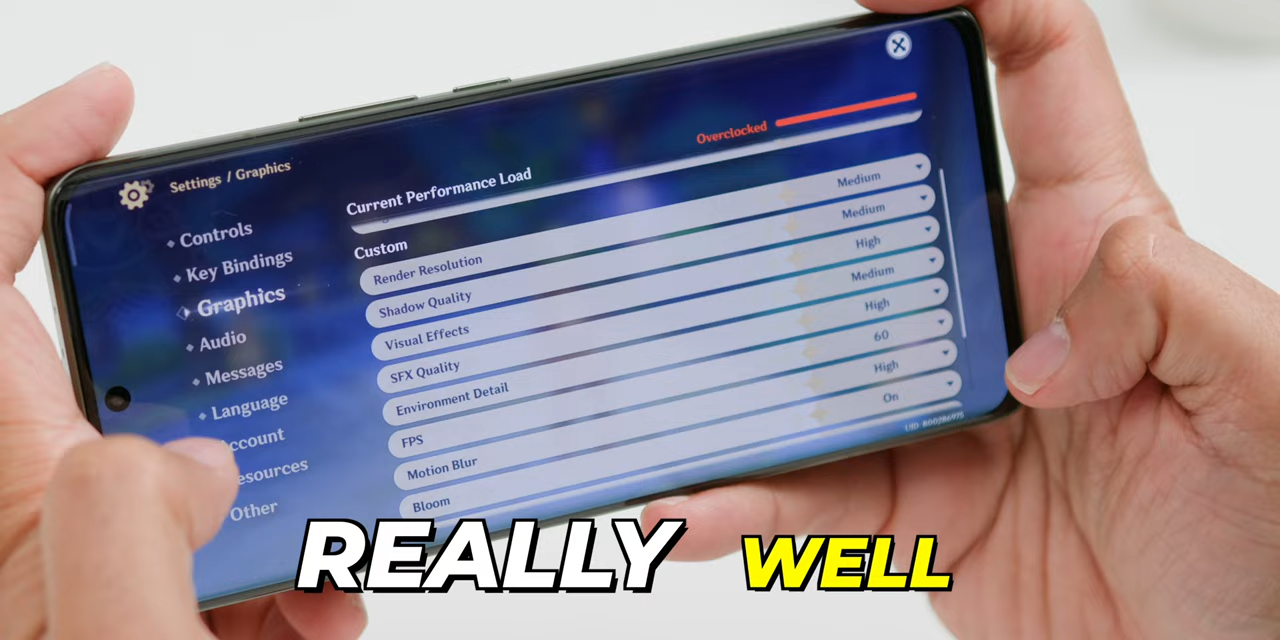 Settings / Graphics
Controls
Key Bindings
Graphics
Audio
Messages
Language
ccount
esources
Other
Current Performance Load
Overclocked
Custom
Render Resolution Medium
Shadow Quality Medium
Visual Effects High
SFX Quality Medium
Environment Detail High
FPS 60
Motion Blur High
Bloom On
REALLY WELL